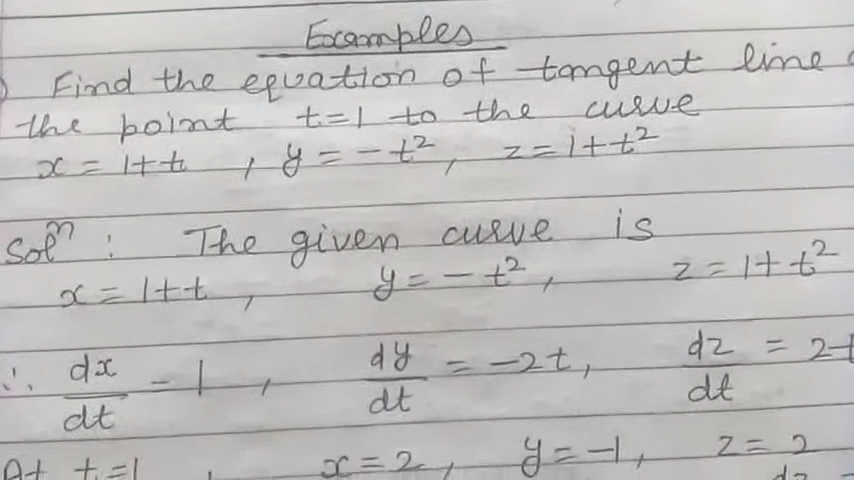 Examples
) Find the equation of tangent line
the point t=1 to the curve
x = 1+t , y = -t², z = 1+t²
Solⁿ : The given curve is
x = 1+t , y = -t² , z = 1+t²
∴ dx/dt = 1 , dy/dt = -2t, dz/dt = 2t
At t=1 , x=2 , y=-1 , z=2